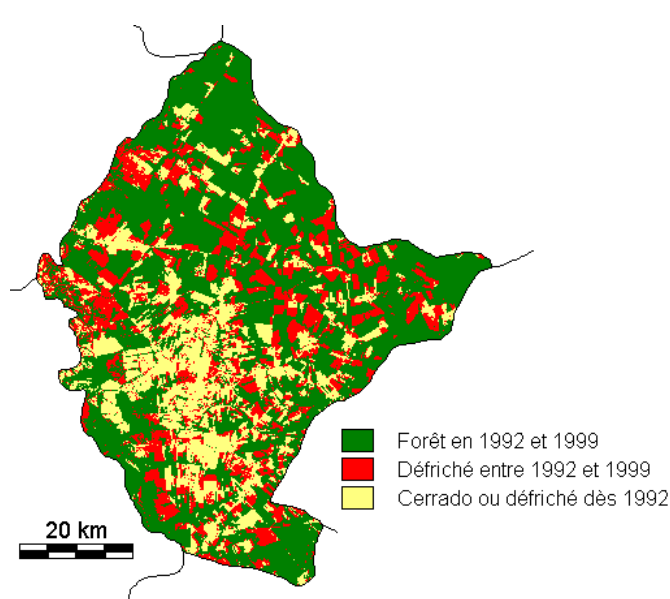 Forêt en 1992 et 1999
Défriché entre 1992 et 1999
Cerrado ou défriché dès 1992
20 km